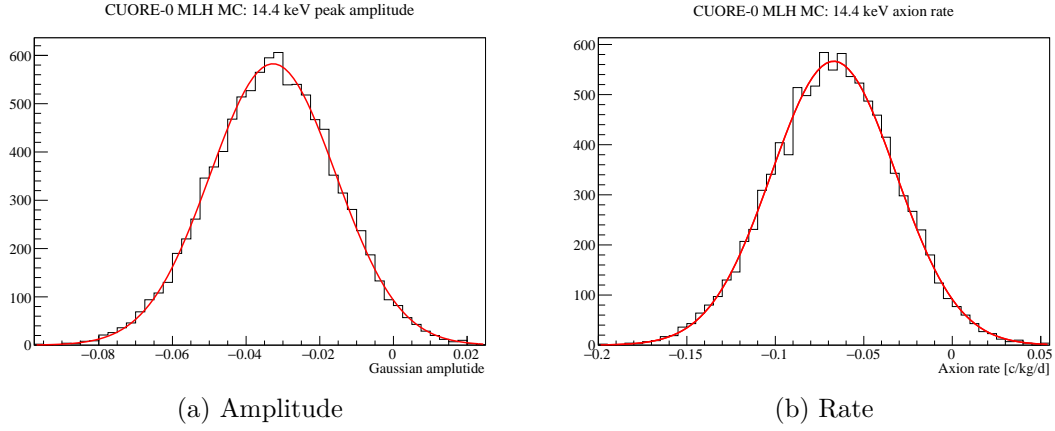 CUORE-0 MLH MC: 14.4 keV peak amplitude
600
500
400
300
200
100
0
−0.08 −0.06 −0.04 −0.02 0 0.02
Gaussian amplutide
(a) Amplitude
CUORE-0 MLH MC: 14.4 keV axion rate
600
500
400
300
200
100
0
−0.2 −0.15 −0.1 −0.05 0 0.05
Axion rate [c/kg/d]
(b) Rate